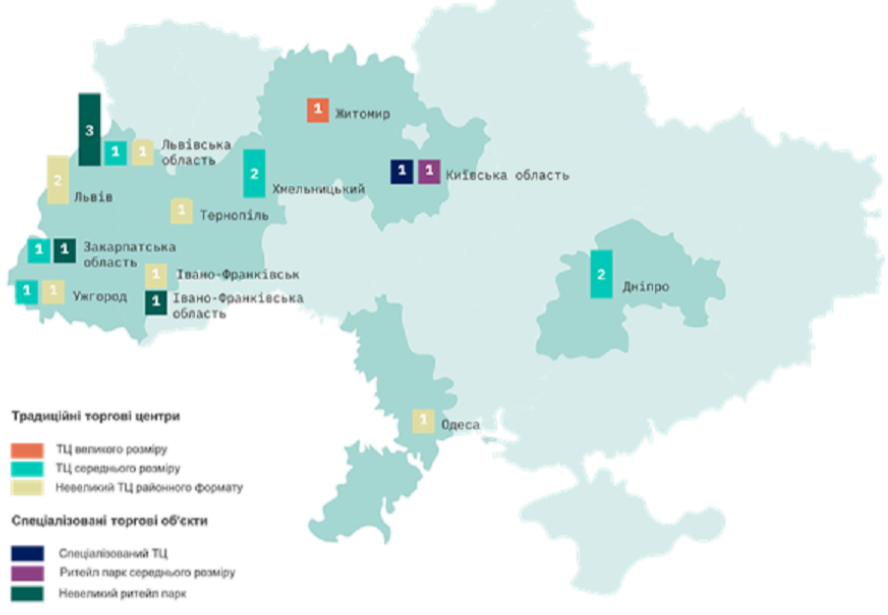 1
Житомир
3
1
1
Львівська
область
2
Львів
2
Хмельницький
1
1
Київська область
1
Тернопіль
1
1
Закарпатська
область
1
Івано-Франківськ
1
Івано-Франківська
область
1
1
Ужгород
2
Дніпро
1
Одеса
Традиційні торгові центри
ТЦ великого розміру
ТЦ середнього розміру
Невеликий ТЦ районного формату
Спеціалізовані торгові об'єкти
Спеціалізований ТЦ
Ритейл парк середнього розміру
Невеликий ритейл парк